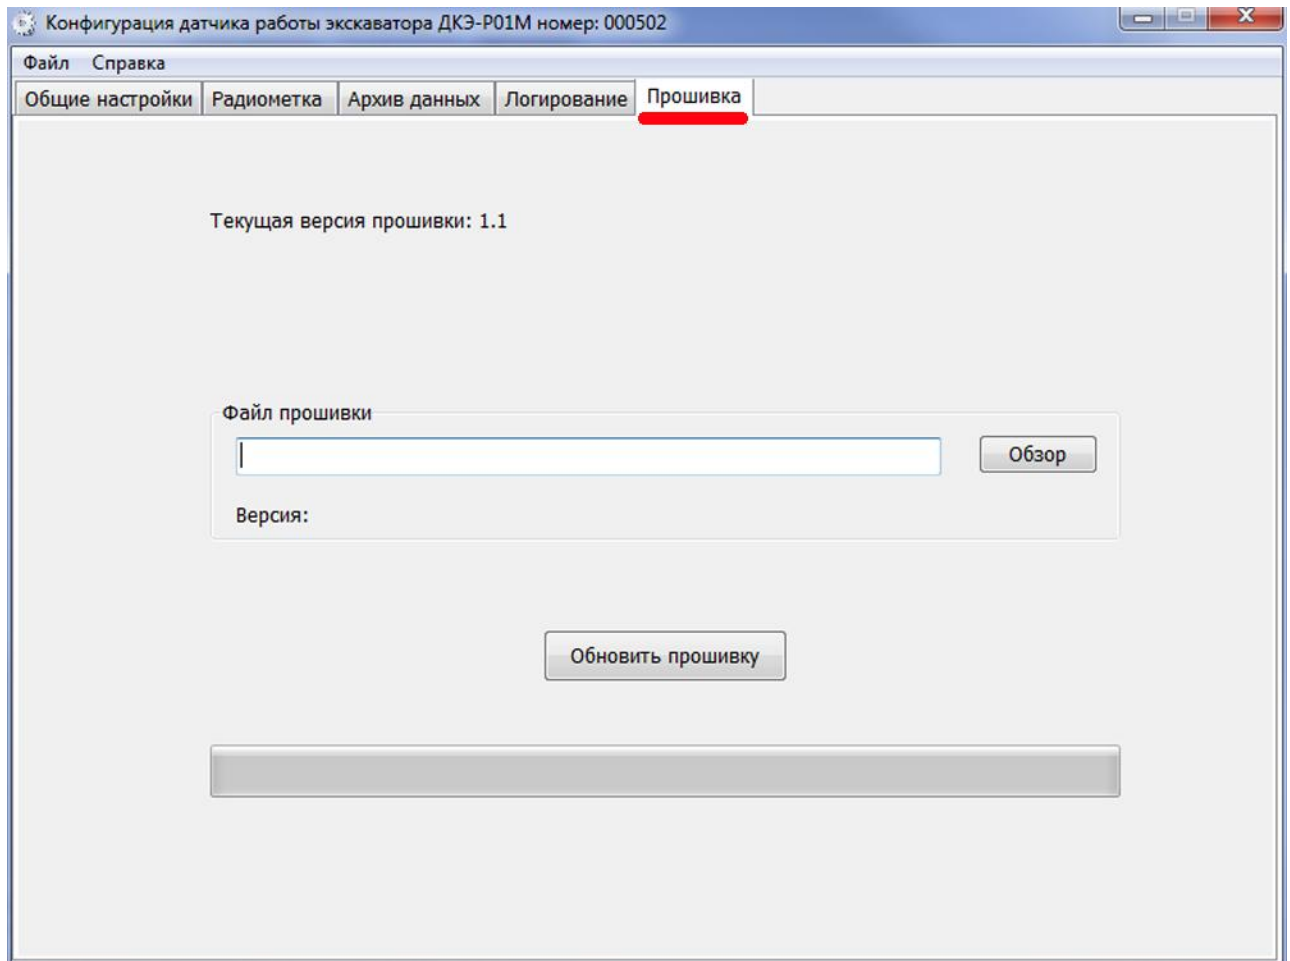 Конфигурация датчика работы экскаватора ДКЭ-Р01М номер: 000502
Файл Справка
Общие настройки Радиометка Архив данных Логирование Прошивка
Текущая версия прошивки: 1.1
Файл прошивки
Обзор
Версия:
Обновить прошивку